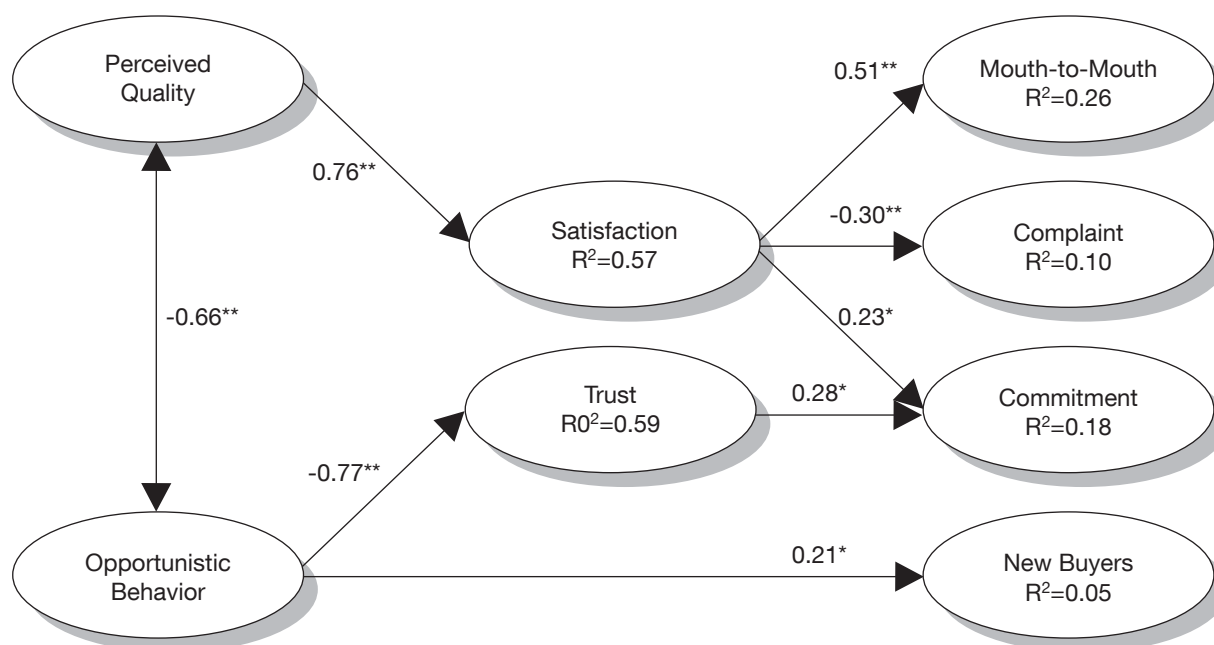 Perceived
Quality
0.51**
Mouth-to-Mouth
R²=0.26
0.76**
Satisfaction
R²=0.57
-0.30**
Complaint
R²=0.10
-0.66**
0.23*
Trust
R0²=0.59
0.28*
Commitment
R²=0.18
-0.77**
Opportunistic
Behavior
0.21*
New Buyers
R²=0.05